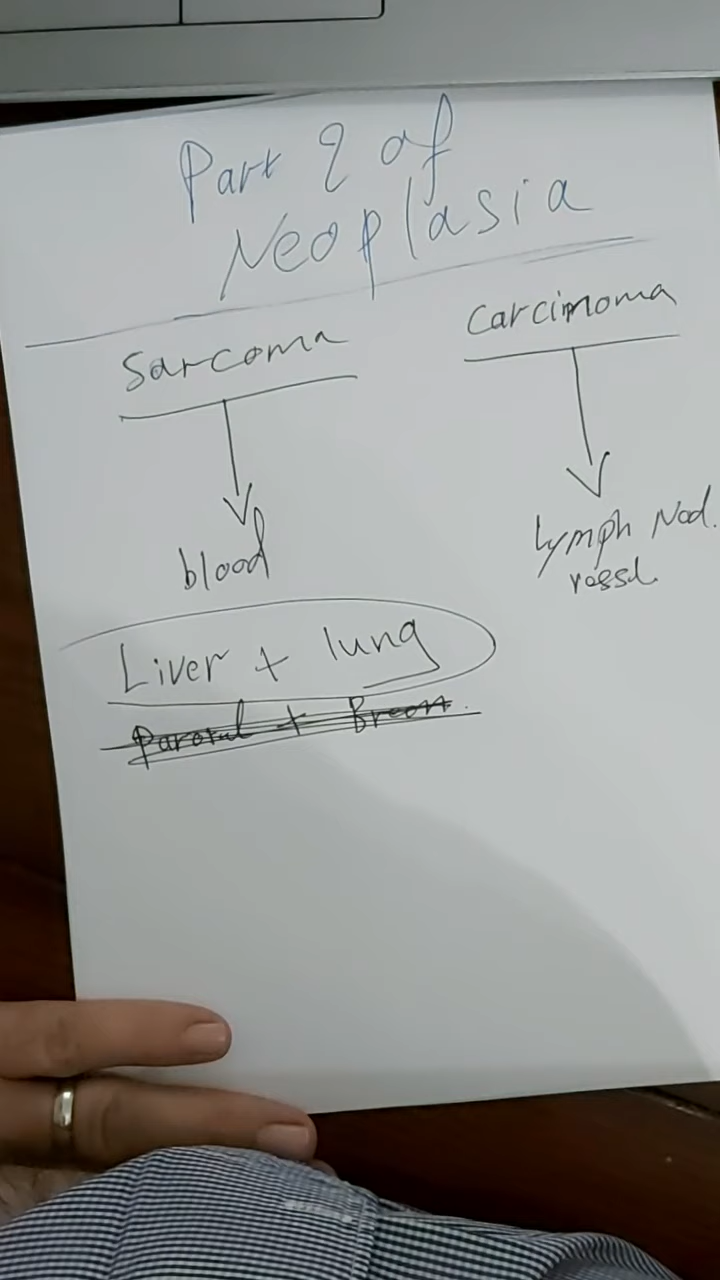 Part 2 of
Neoplasia
Sarcoma
Carcinoma
blood
Lymph Nod.
vessel
Liver + lung